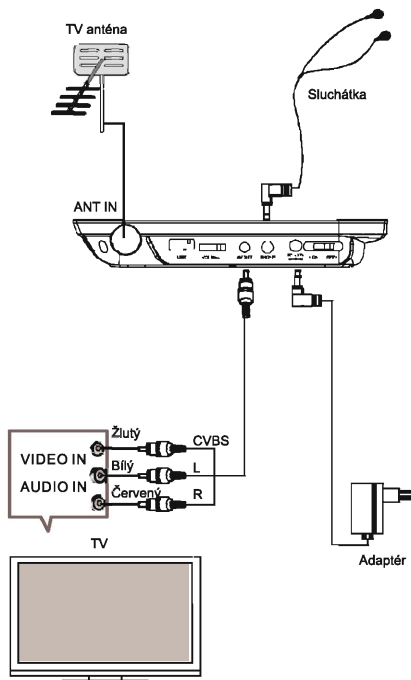 TV anténa
Sluchátka
ANT IN
Žlutý
CVBS
VIDEO IN
Bílý
L
AUDIO IN
Červený
R
TV
Adaptér